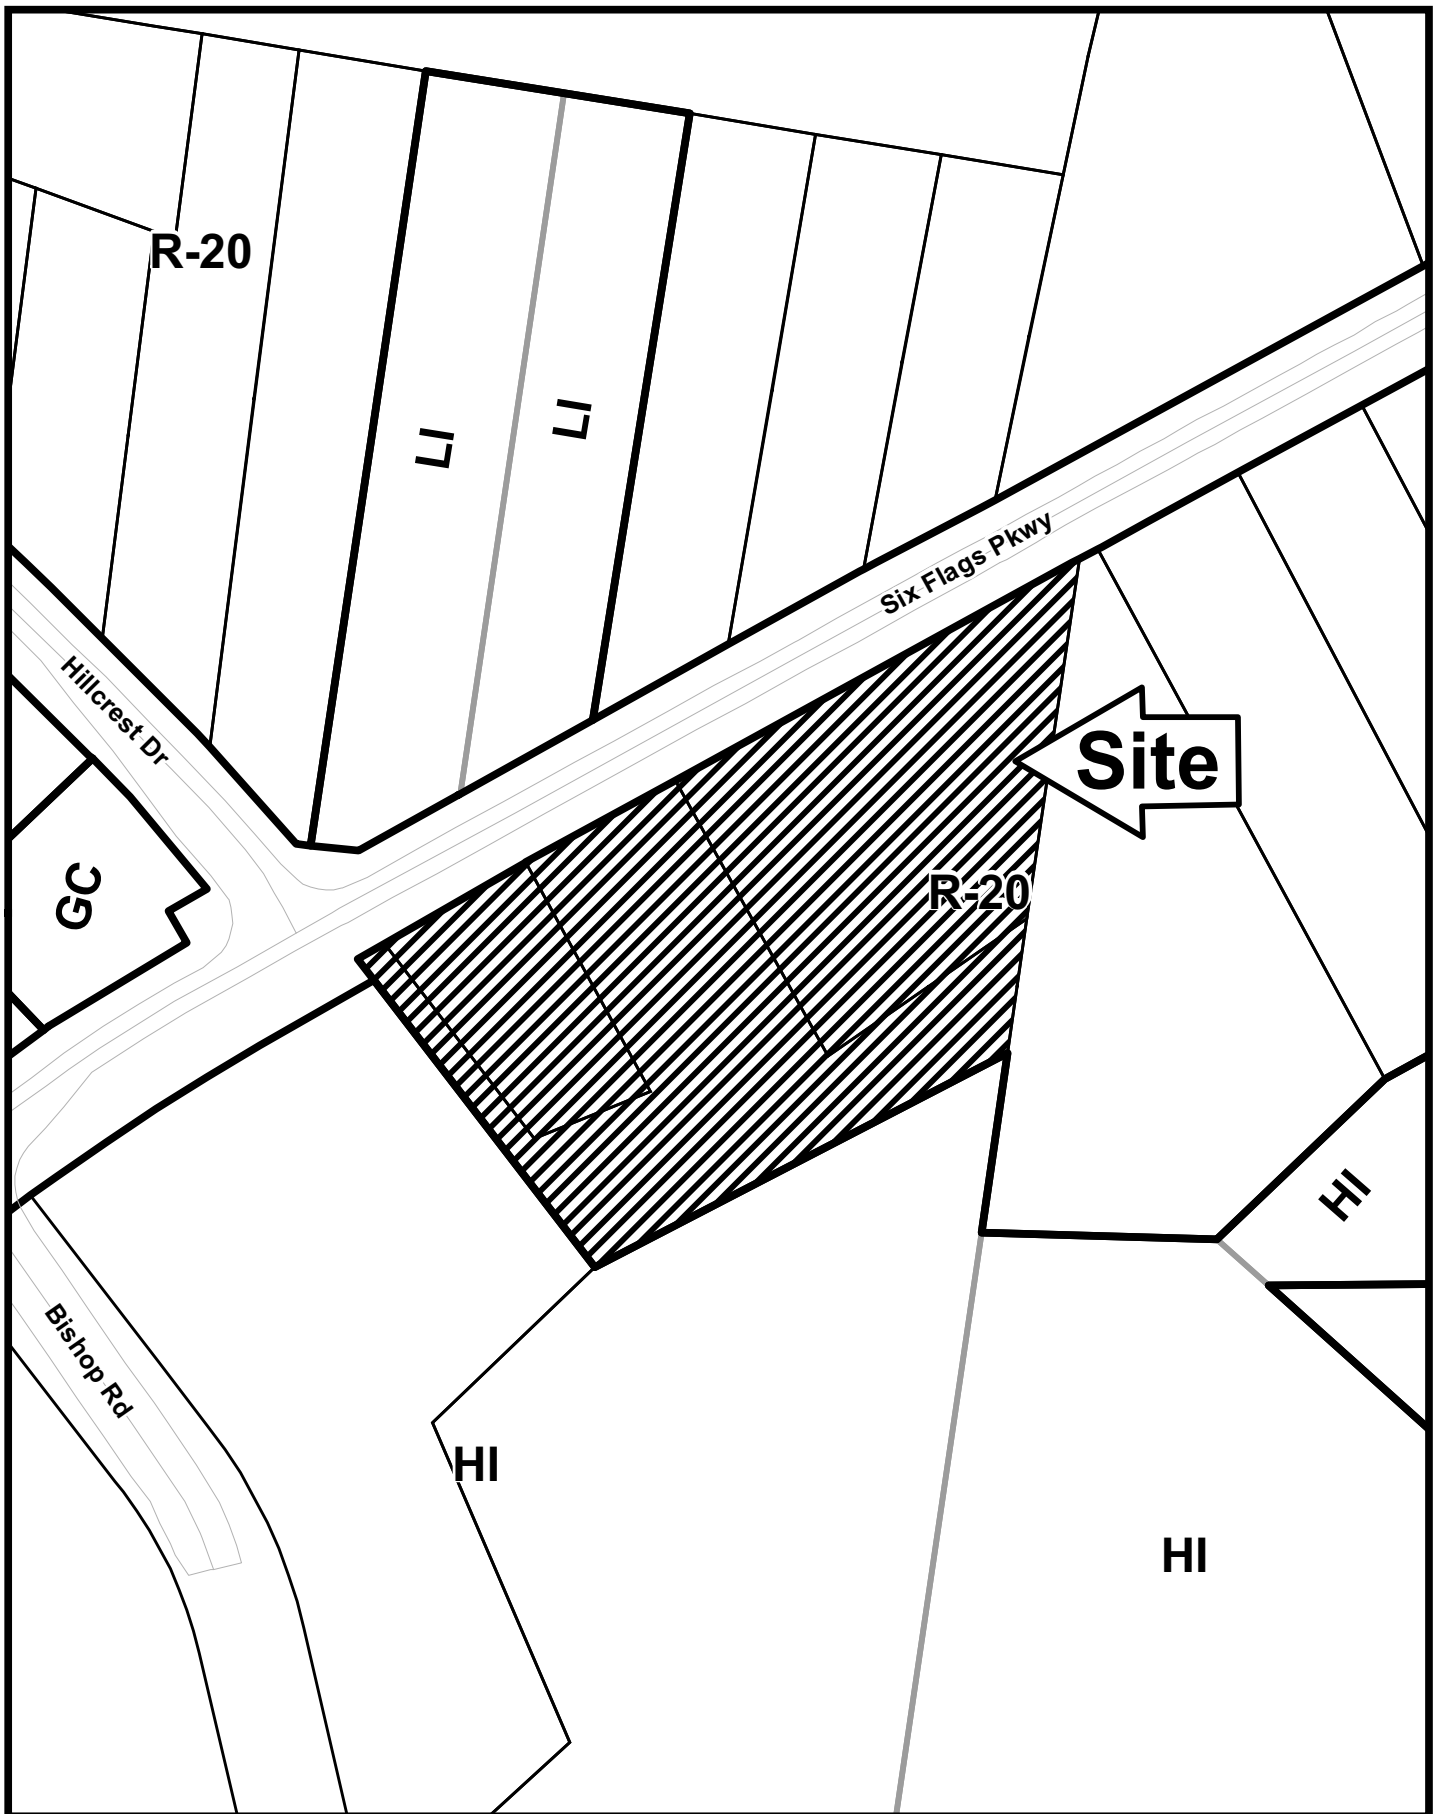 R-20
LI
LI
Six Flags Pkwy
Hillcrest Dr
Site
GC
R-20
HI
Bishop Rd
HI
HI